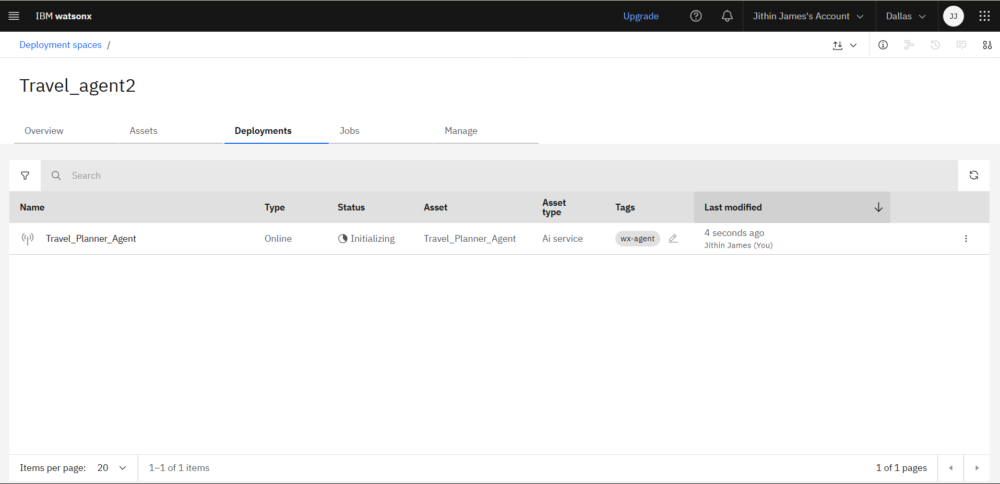 IBM watsonx
Upgrade
Jithin James's Account
Dallas
JJ
Deployment spaces /
Travel_agent2
Overview
Assets
Deployments
Jobs
Manage
Search
Name
Type
Status
Asset
Asset
type
Tags
Last modified
Travel_Planner_Agent
Online
Initializing
Travel_Planner_Agent
Ai service
wx-agent
4 seconds ago
Jithin James (You)
Items per page: 20
1–1 of 1 items
1 of 1 pages